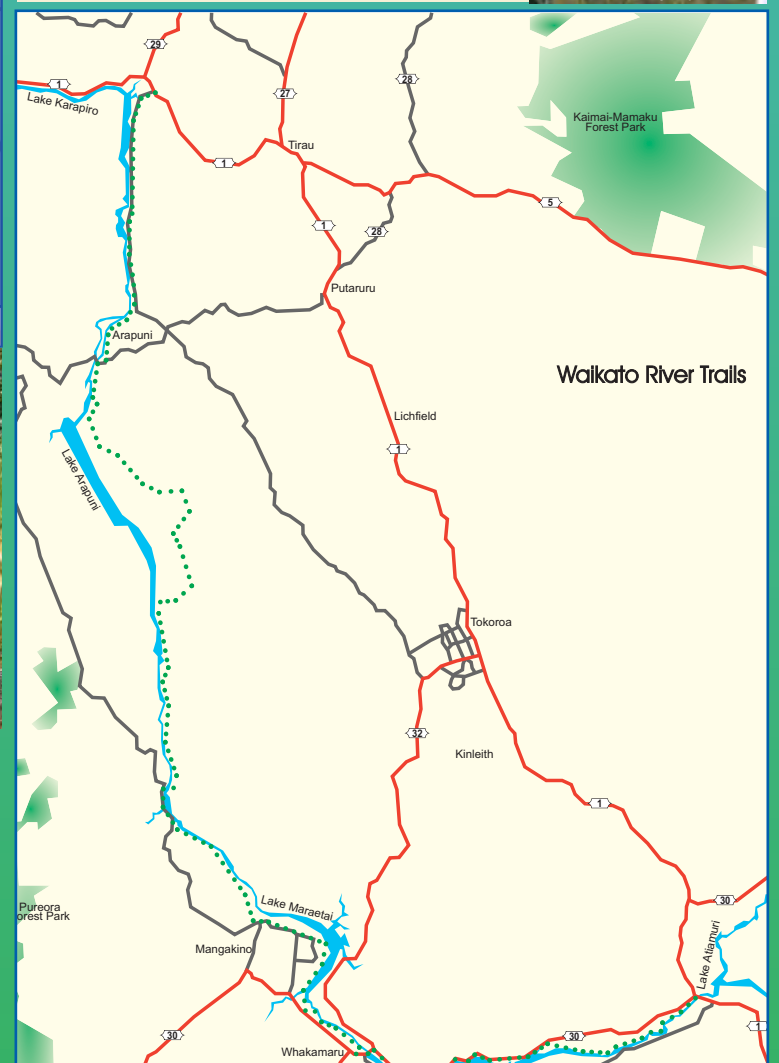 29
1
Lake Karapiro
27
28
Kaimai-Mamaku
Forest Park
Tirau
1
5
1
28
Putaruru
Arapuni
Waikato River Trails
Lichfield
1
Lake Arapuni
Tokoroa
32
Kinleith
1
30
Lake Maraetai
Pureora
orest Park
Mangakino
Lake Atiamuri
30
30
1
Whakamaru